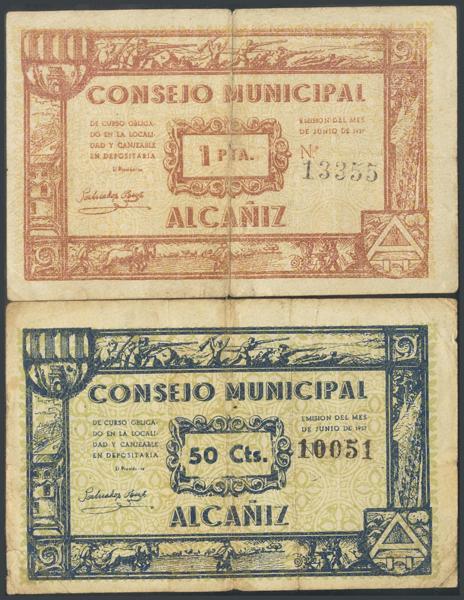 CONSEJO MUNICIPAL
DE CURSO OBLIGA-
DO EN LA LOCALI-
DAD Y CANJEABLE
EN DEPOSITARIA
El Presidente
1 PTA.
EMISION DEL MES
DE JUNIO DE 1937
Nº
13355
ALCAÑIZ
CONSEJO MUNICIPAL
DE CURSO OBLIGA-
DO EN LA LOCALI-
DAD Y CANJEABLE
EN DEPOSITARIA
El Presidente
50 Cts.
EMISION DEL MES
DE JUNIO DE 1937
10051
ALCAÑIZ